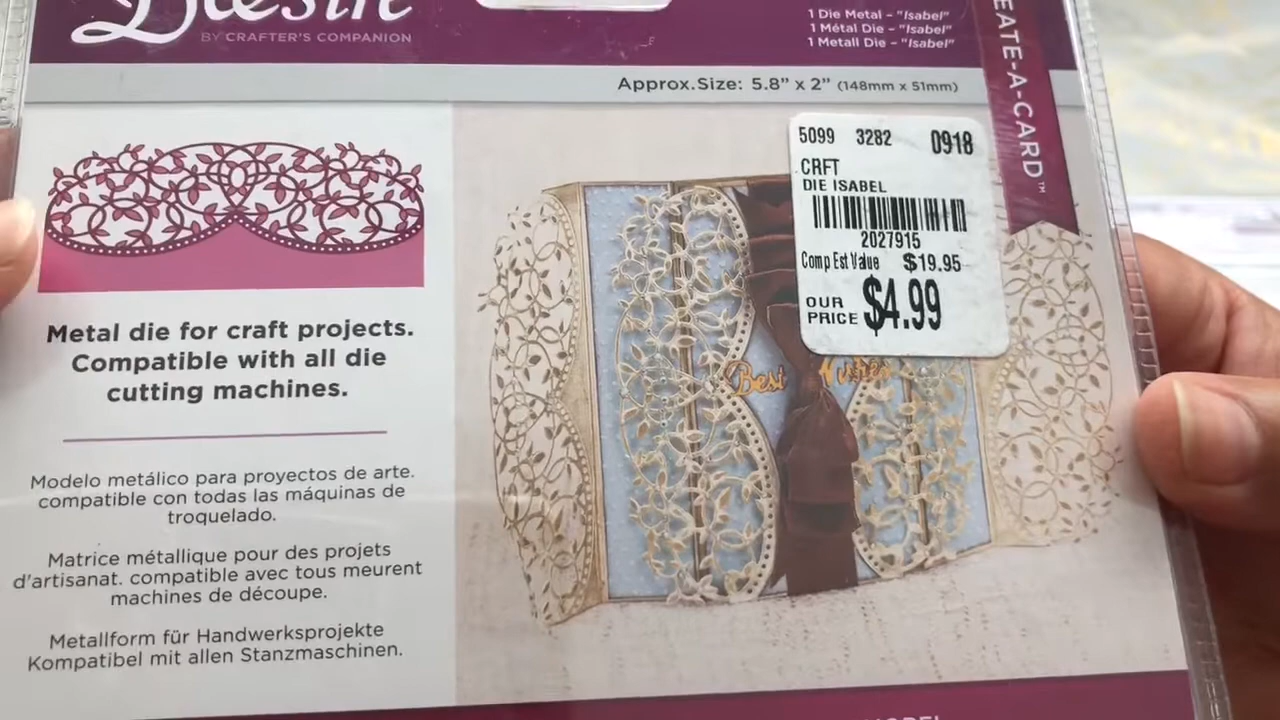 Die'sire
BY CRAFTER'S COMPANION
1 Die Metal - "Isabel"
1 Métal Die - "Isabel"
1 Metall Die - "Isabel"
EATE-A-CARD™
Approx.Size: 5.8" x 2" (148mm x 51mm)
5099 3282 0918
CRFT
DIE ISABEL
2027915
Comp Est Value $19.95
OUR PRICE $4.99
Best Wishes
Metal die for craft projects.
Compatible with all die
cutting machines.
Modelo metálico para proyectos de arte.
compatible con todas las máquinas de
troquelado.
Matrice métallique pour des projets
d'artisanat. compatible avec tous meurent
machines de découpe.
Metallform für Handwerksprojekte
Kompatibel mit allen Stanzmaschinen.